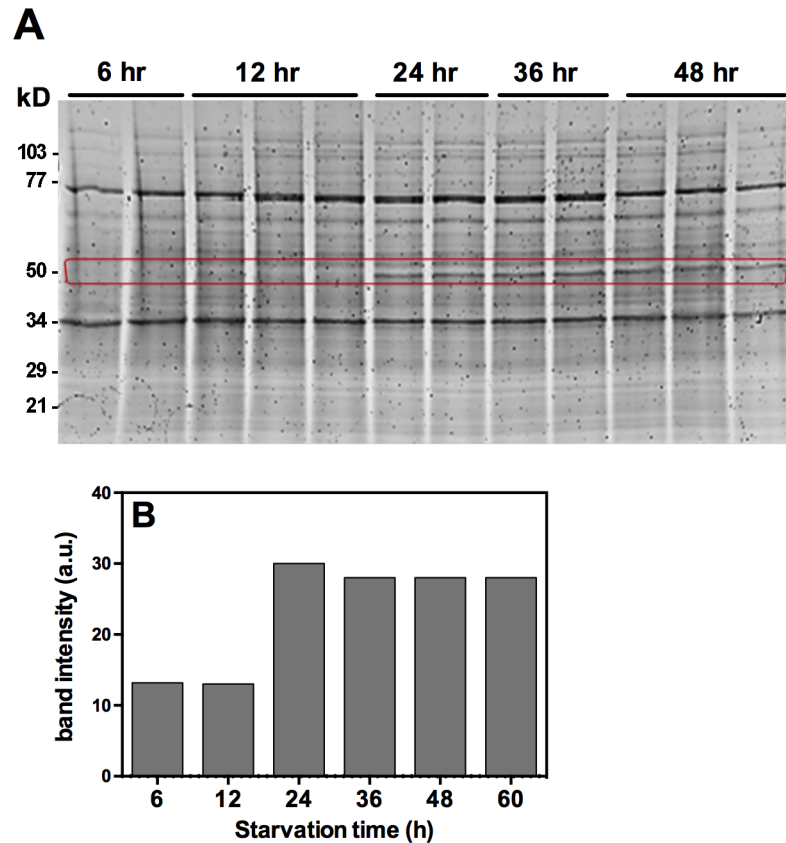 A
6 hr 12 hr 24 hr 36 hr 48 hr
kD
103
77
50
34
29
21
B
40
30
20
10
0
band intensity (a.u.)
6 12 24 36 48 60
Starvation time (h)